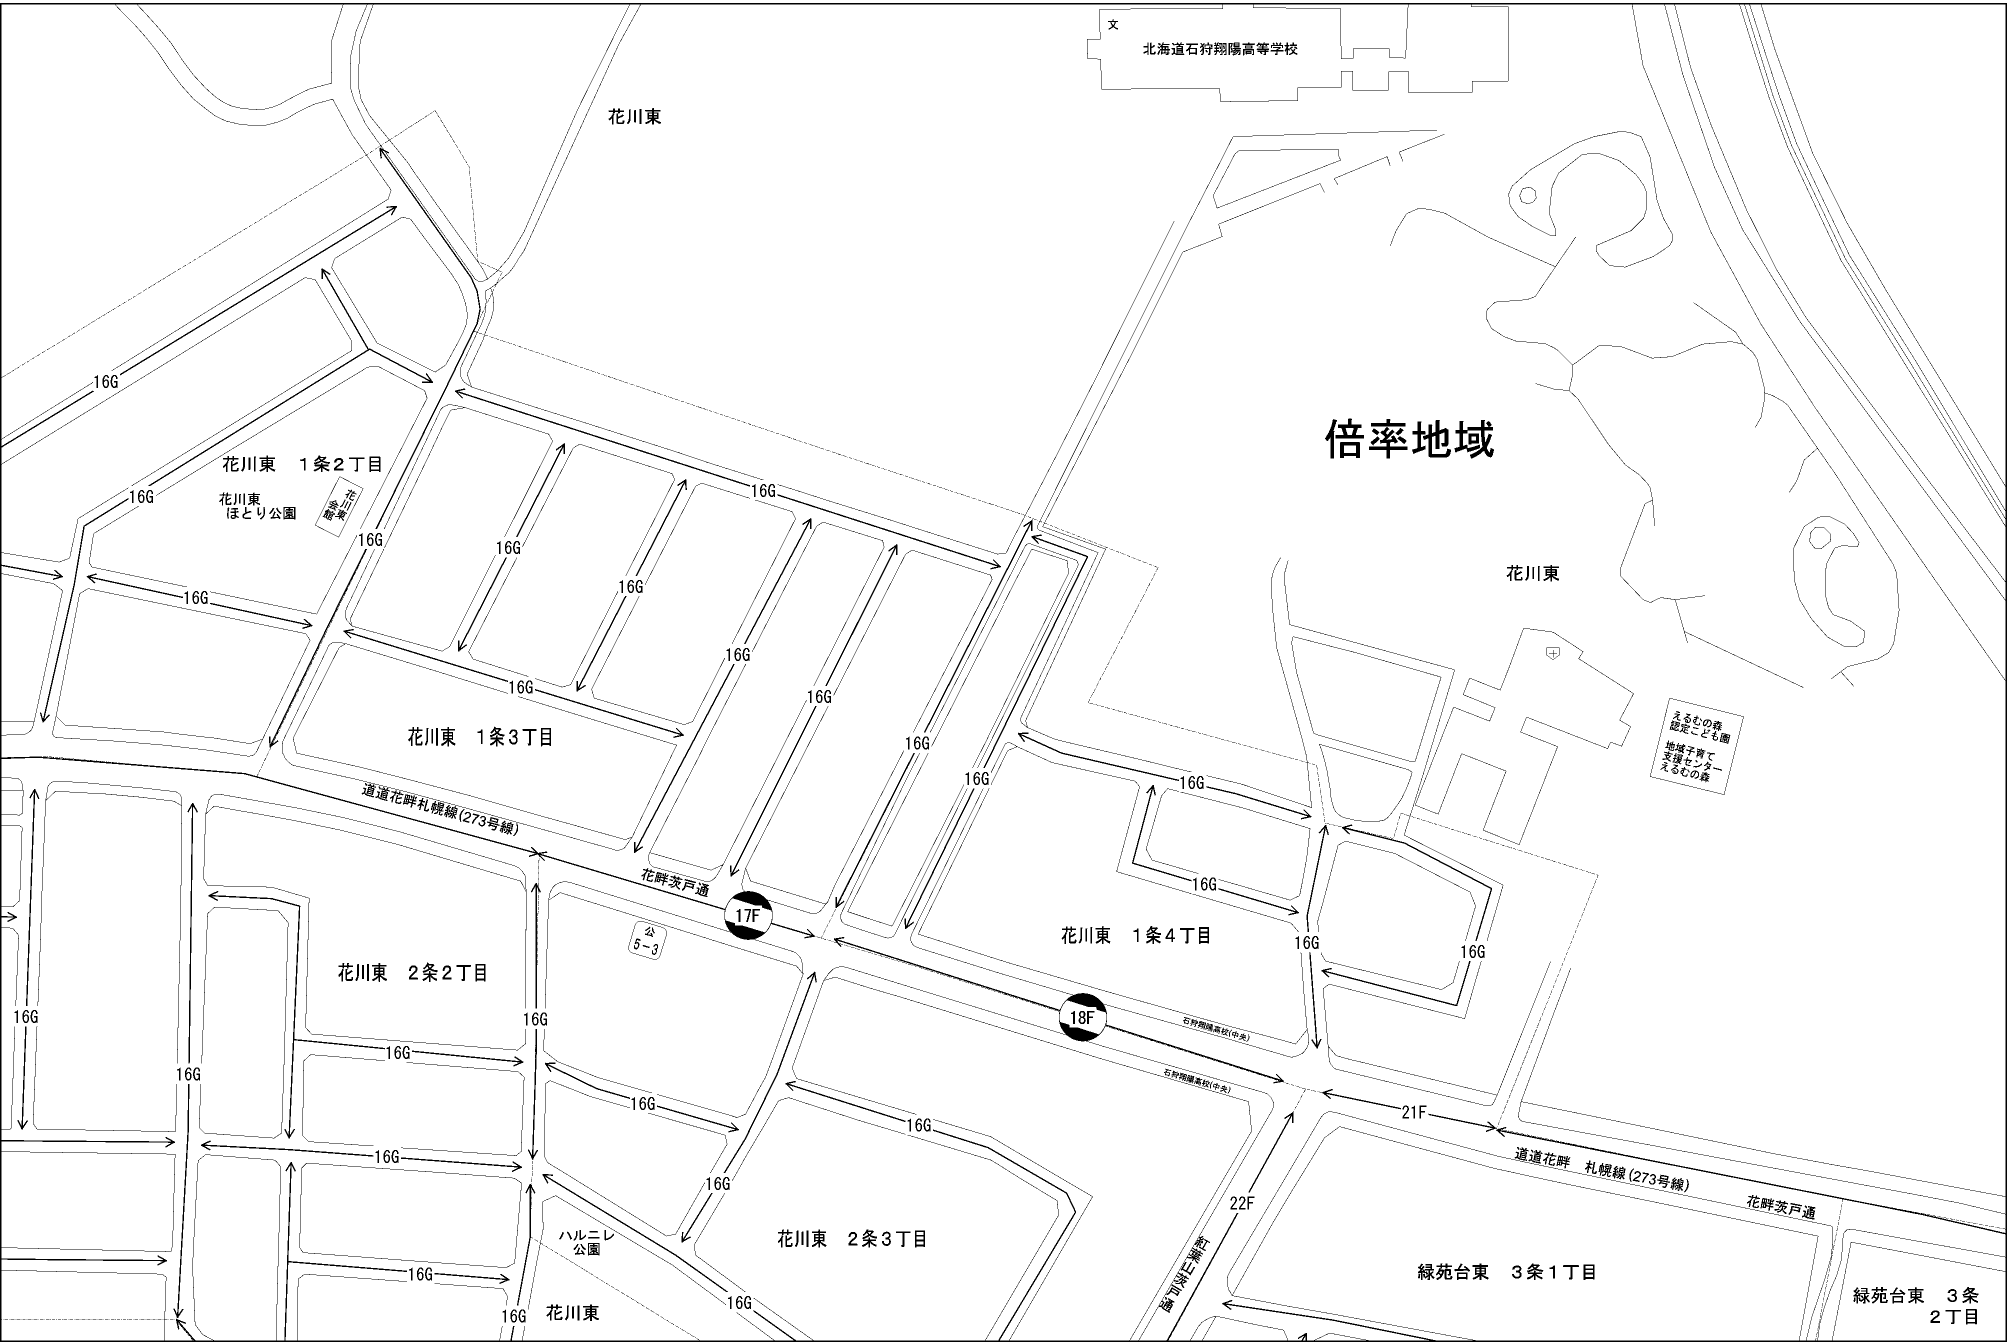 文
北海道石狩翔陽高等学校
花川東
16G
倍率地域
花川東　１条２丁目
花川東
ほとり公園
花川東
会館
16G
16G
16G
16G
16G
16G
16G
花川東
16G
16G
16G
16G
花川東　１条３丁目
16G
16G
16G
えるむの森
認定こども園
地域子育て
支援センター
えるむの森
道道花畔札幌線(273号線)
花畔茨戸通
17F
公
5-3
16G
花川東　１条４丁目
16G
16G
花川東　２条２丁目
16G
16G
18F
石狩翔陽高校(中央)
石狩翔陽高校(中央)
16G
16G
16G
16G
21F
16G
16G
道道花畔　札幌線(273号線)
花畔茨戸通
16G
22F
ハルニレ
公園
花川東　２条３丁目
紅葉山茨戸通
緑苑台東　３条１丁目
緑苑台東　３条
２丁目
16G
16G
16G
花川東